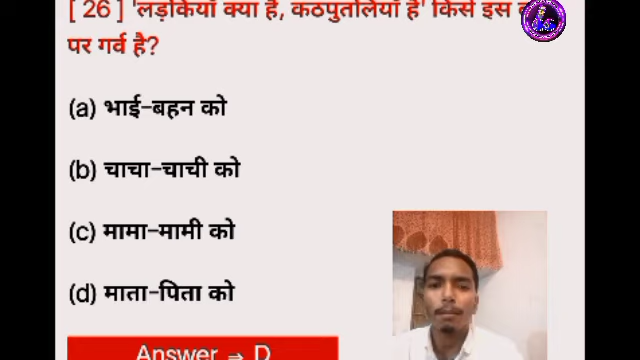 [ 26 ] 'लड़कियाँ क्या है, कठपुतलियाँ है' किसे इस
पर गर्व है?
(a) भाई-बहन को
(b) चाचा-चाची को
(c) मामा-मामी को
(d) माता-पिता को
Answer → D